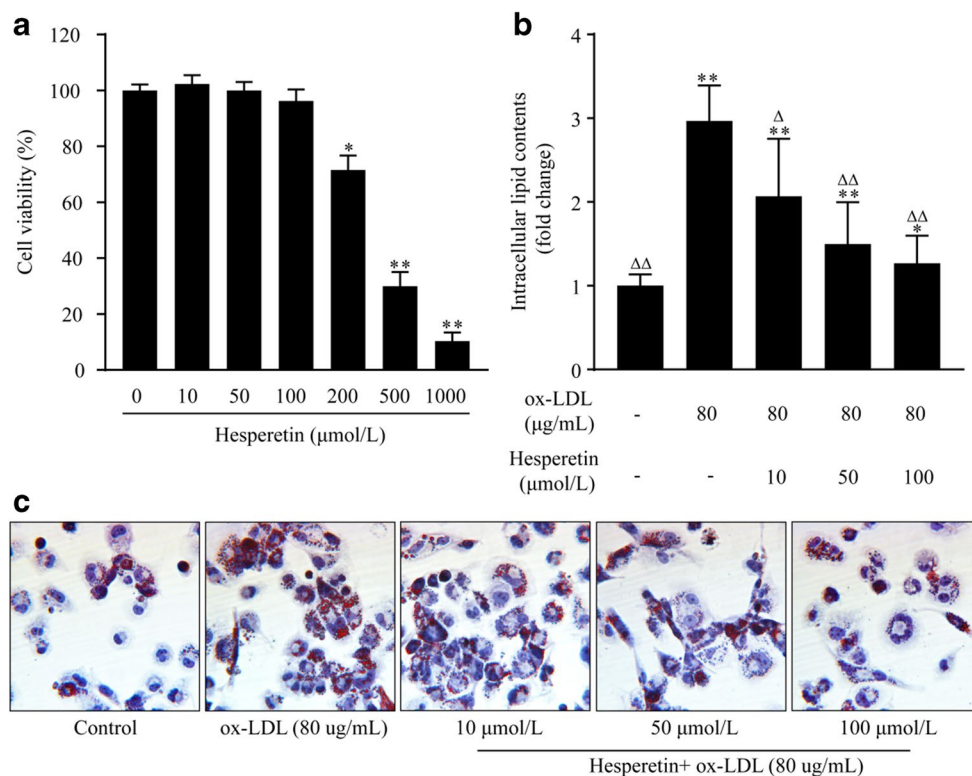 a
Cell viability (%)
120
100
80
60
40
20
0
*
**
**
0 10 50 100 200 500 1000
Hesperetin (μmol/L)
b
Intracellular lipid contents
(fold change)
4
3
2
1
0
ΔΔ
**
Δ
**
ΔΔ
**
ΔΔ
*
ox-LDL
(μg/mL)
- 80 80 80 80
Hesperetin
(μmol/L)
- - 10 50 100
c
Control
ox-LDL (80 ug/mL)
10 μmol/L
50 μmol/L
100 μmol/L
Hesperetin+ ox-LDL (80 ug/mL)